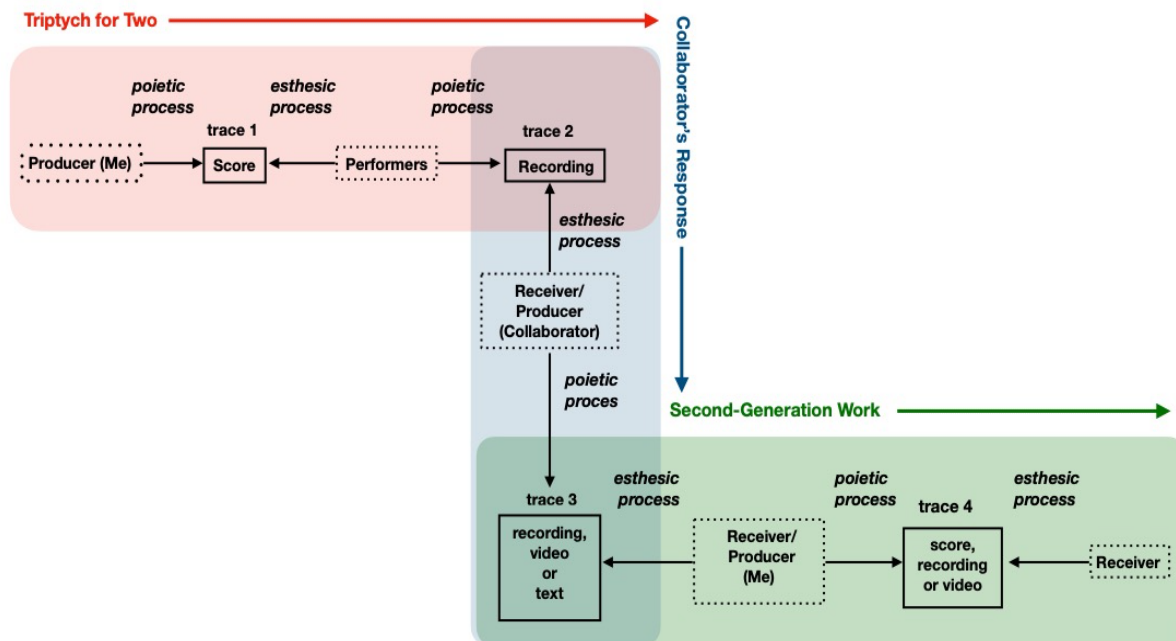 Triptych for Two
Collaborator's Response
poietic
process
esthesic
process
poietic
process
trace 1
trace 2
Producer (Me)
Score
Performers
Recording
esthesic
process
Receiver/
Producer
(Collaborator)
poietic
proces
Second-Generation Work
esthesic
process
poietic
process
esthesic
process
trace 3
trace 4
recording,
video
or
text
Receiver/
Producer
(Me)
score,
recording
or video
Receiver